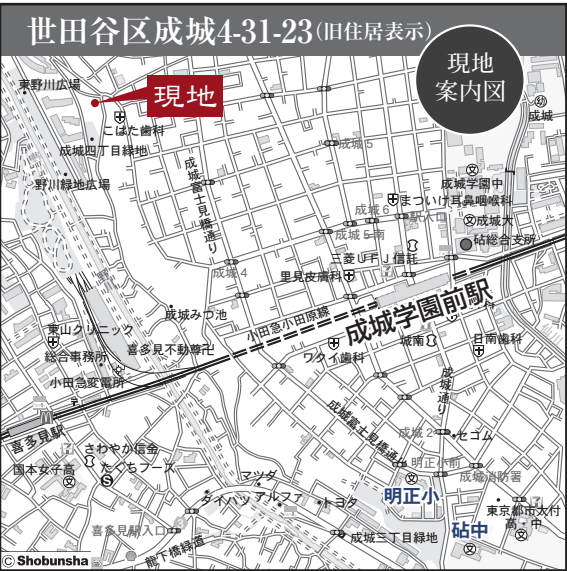 世田谷区成城4-31-23(旧住居表示)
現地
案内図
東野川広場
現地
幼
成城
こはた歯科
成城四丁目緑地
成城5
野川緑地広場
成城富士見橋通り
成城学園中
まついけ耳鼻咽喉科
成城6
駅入口
成城大
成城5南
砧総合支所
三菱UFJ信託
成城4
里見皮膚科
成城学園前駅
成城みつ池
小田急小田原線
東山クリニック
喜多見不動尊卍
城南
日南歯科
総合事務所
ワタイ歯科
小田急変電所
成城通り
喜多見駅
成城富士見橋通り
成城2
セゴム
さわやか信金
国本女子高
たぐちフーズ
明正小前
成城消防署
マツダ
明正小
ダイハツ
アルファ
トヨタ
東京都市大付
高・中
喜多見駅入口
砧中
龍下橋緑道
成城三丁目緑地
© Shobunsha